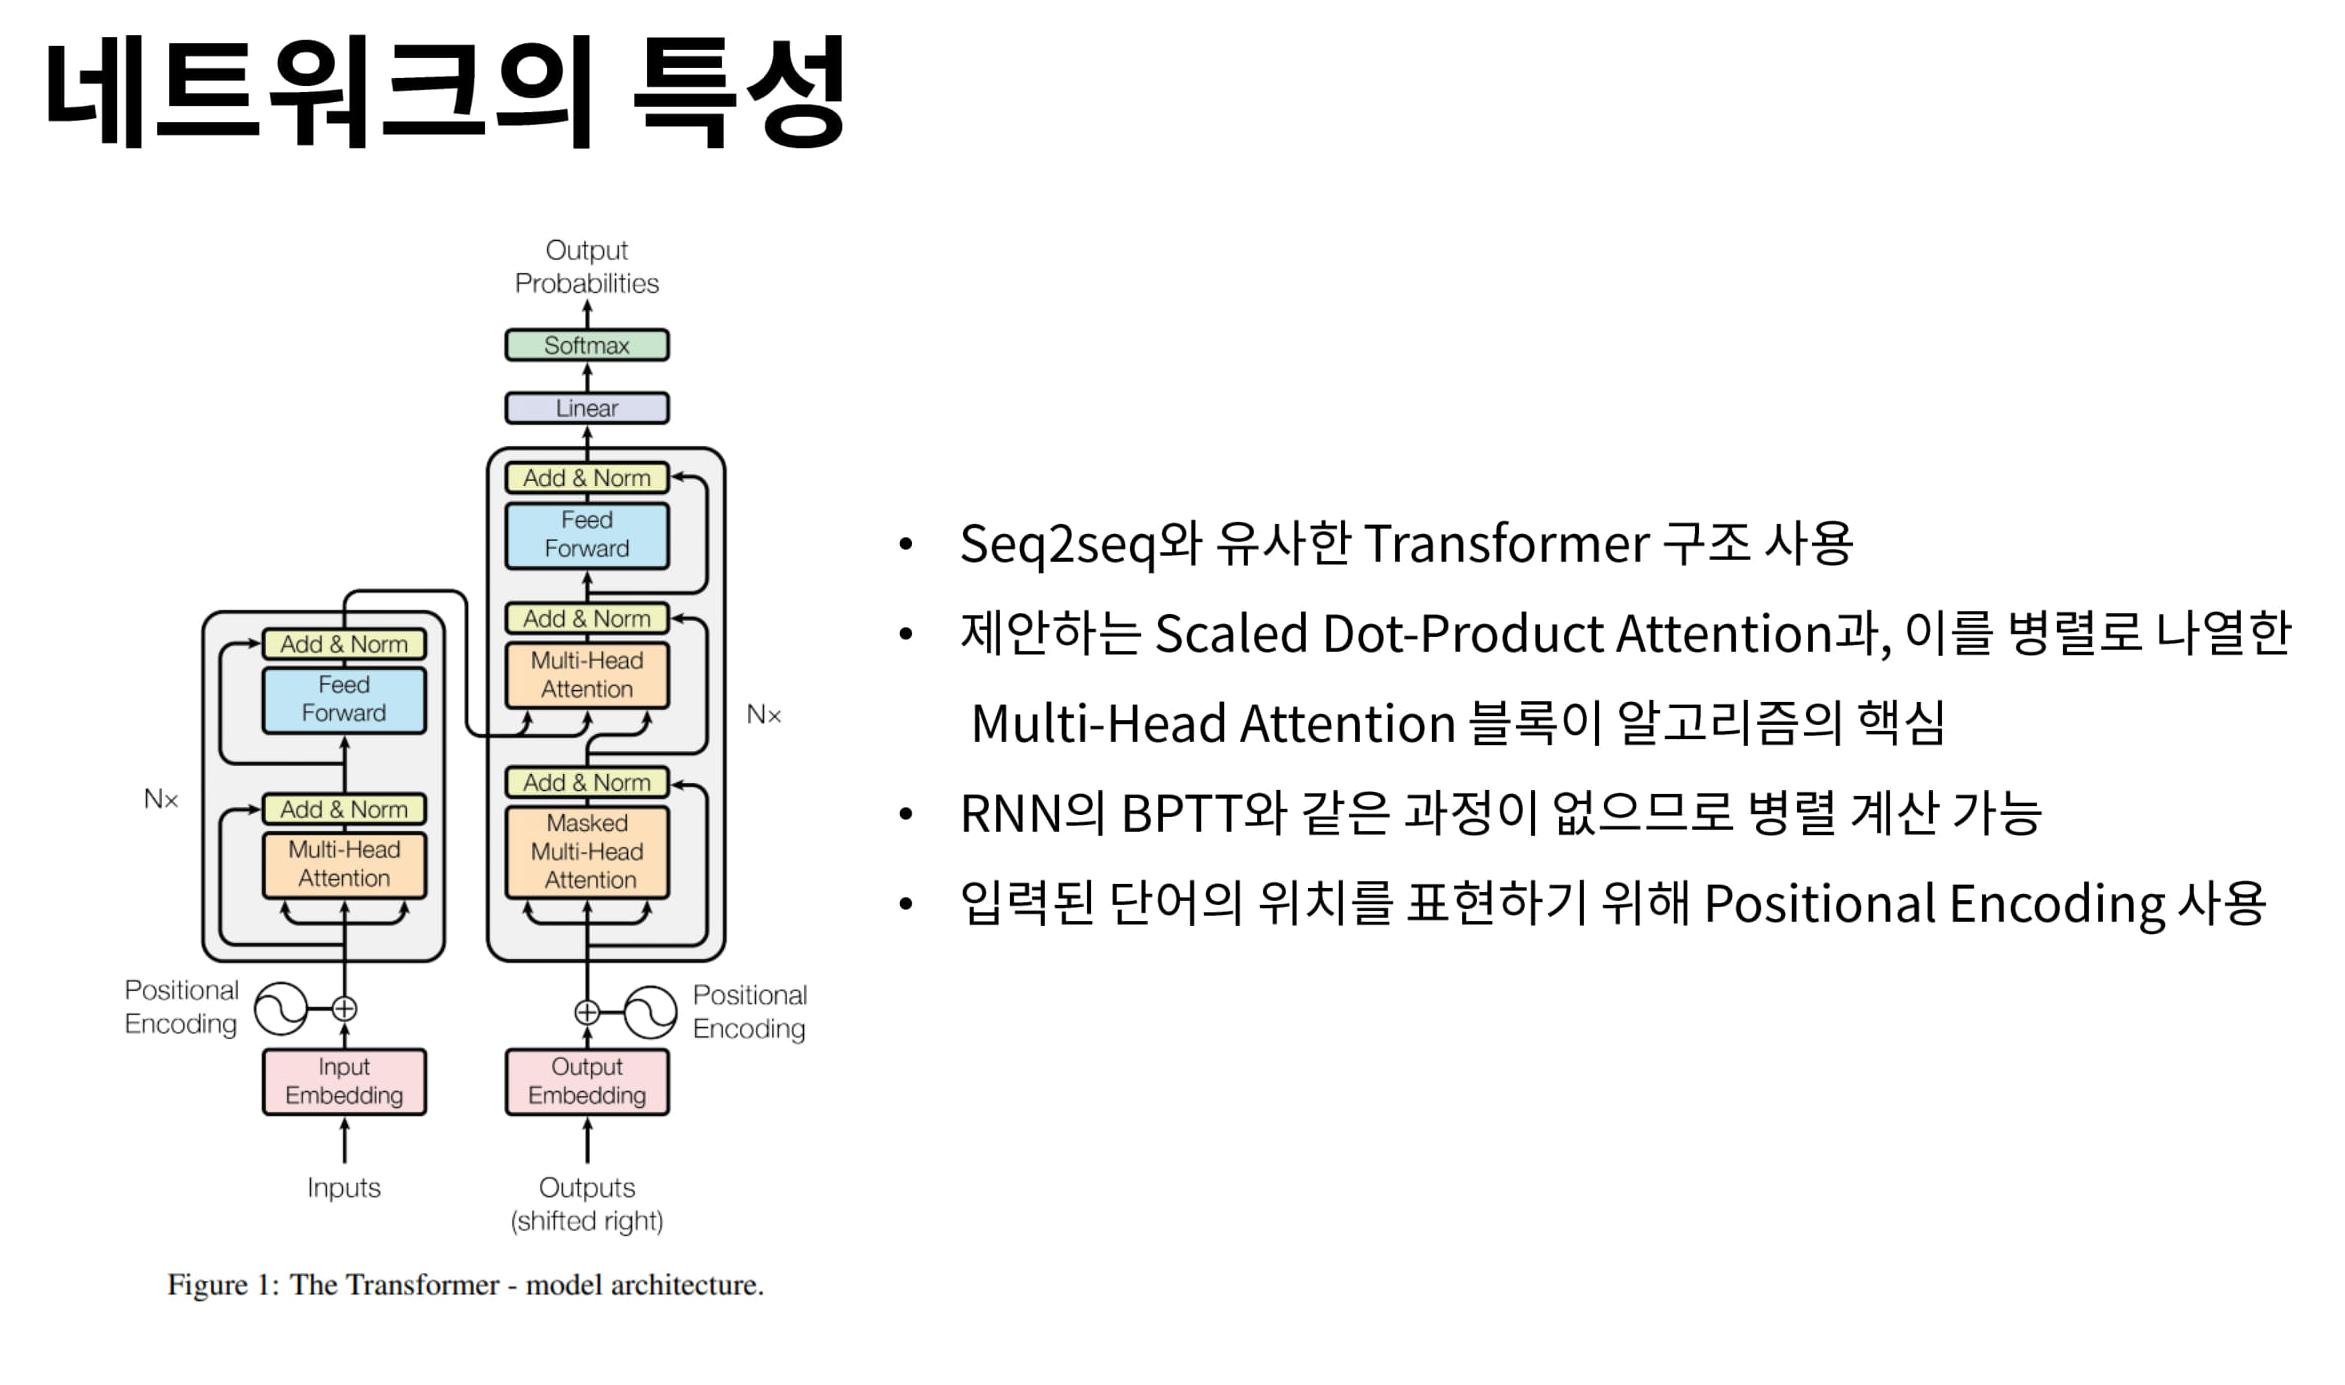 네트워크의 특성
Output
Probabilities
Softmax
Linear
Add & Norm
Feed
Forward
Add & Norm
Multi-Head
Attention
Nx
Add & Norm
Masked
Multi-Head
Attention
Add & Norm
Feed
Forward
Nx
Add & Norm
Multi-Head
Attention
Positional
Encoding
Positional
Encoding
Input
Embedding
Output
Embedding
Inputs
Outputs
(shifted right)
Figure 1: The Transformer - model architecture.
• Seq2seq와 유사한 Transformer 구조 사용
• 제안하는 Scaled Dot-Product Attention과, 이를 병렬로 나열한
Multi-Head Attention 블록이 알고리즘의 핵심
• RNN의 BPTT와 같은 과정이 없으므로 병렬 계산 가능
• 입력된 단어의 위치를 표현하기 위해 Positional Encoding 사용